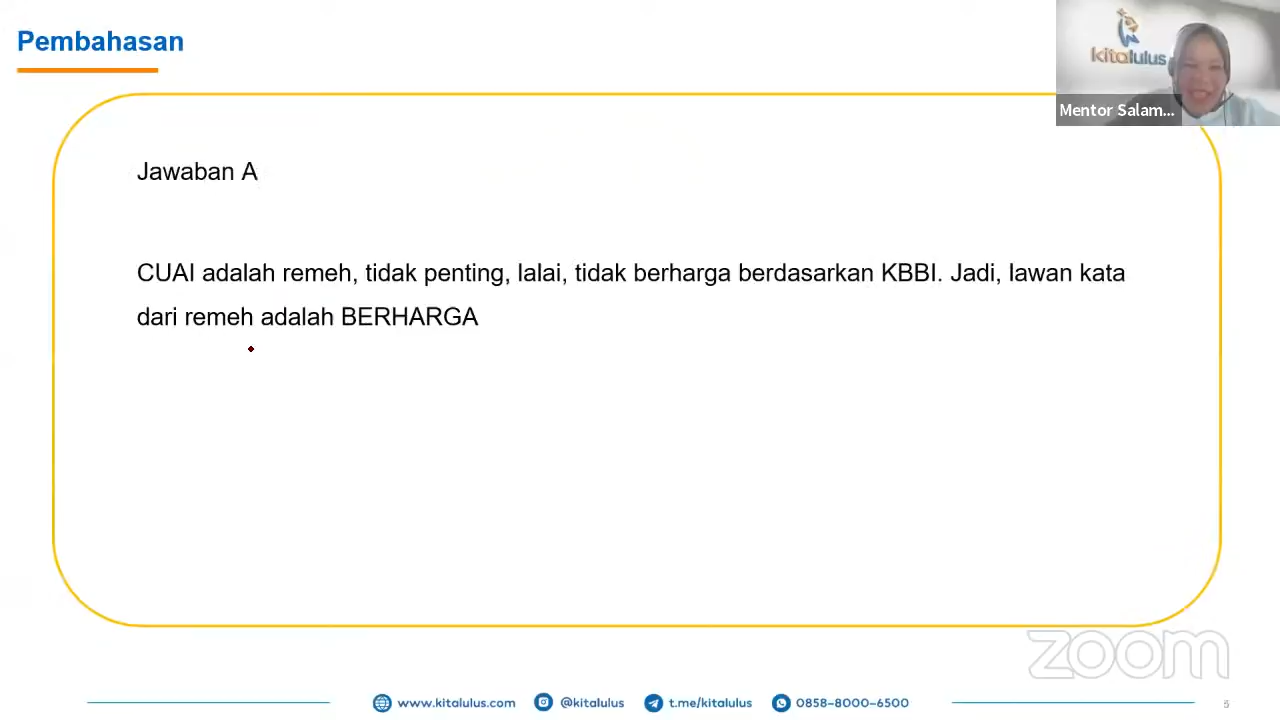 Pembahasan
kitalulus
Mentor Salam...
Jawaban A
CUAI adalah remeh, tidak penting, lalai, tidak berharga berdasarkan KBBI. Jadi, lawan kata
dari remeh adalah BERHARGA
zoom
www.kitalulus.com @kitalulus t.me/kitalulus 0858-8000-6500
5